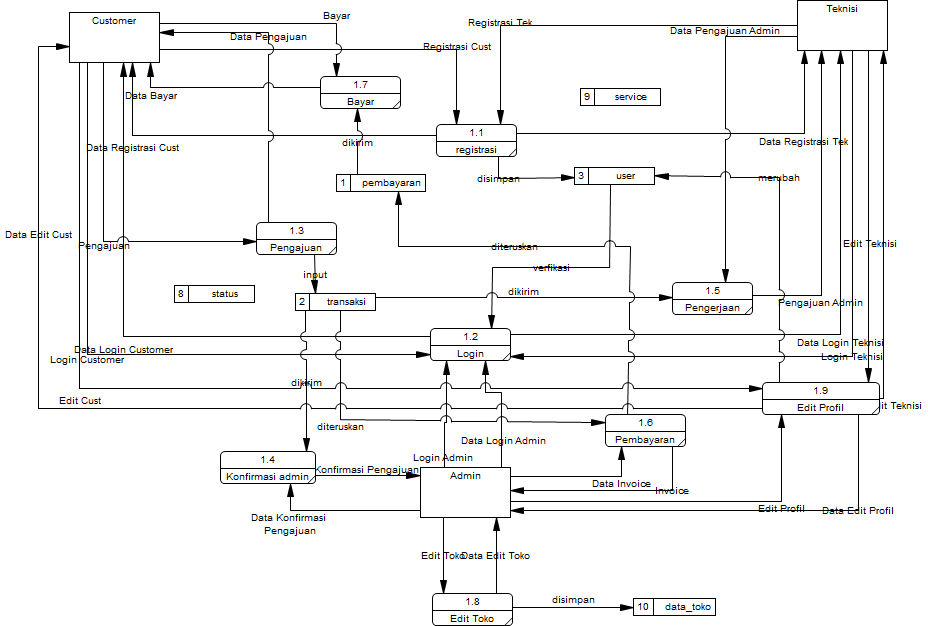 Customer
Bayar
Teknisi
Registrasi Tek
Data Pengajuan
Data Pengajuan Admin
Registrasi Cust
1.7
Bayar
Data Bayar
9 service
1.1
registrasi
dikirim
Data Registrasi Cust
Data Registrasi Tek
disimpan
3 user
merubah
1 pembayaran
1.3
Pengajuan
Data Edit Cust
Pengajuan
diteruskan
Edit Teknisi
verfikasi
input
8 status
2 transaksi
dikirim
1.5
Pengerjaan
Pengajuan Admin
1.2
Login
Data Login Customer
Login Customer
Data Login Teknisi
Login Teknisi
dikirim
Edit Cust
1.9
Edit Profil
it Teknisi
diteruskan
1.6
Pembayaran
Data Login Admin
Login Admin
1.4
Konfirmasi admin
Konfirmasi Pengajuan
Admin
Data Invoice
Invoice
Edit Profil
Data Edit Profil
Data Konfirmasi
Pengajuan
Edit Toko
Data Edit Toko
1.8
Edit Toko
disimpan
10 data_toko